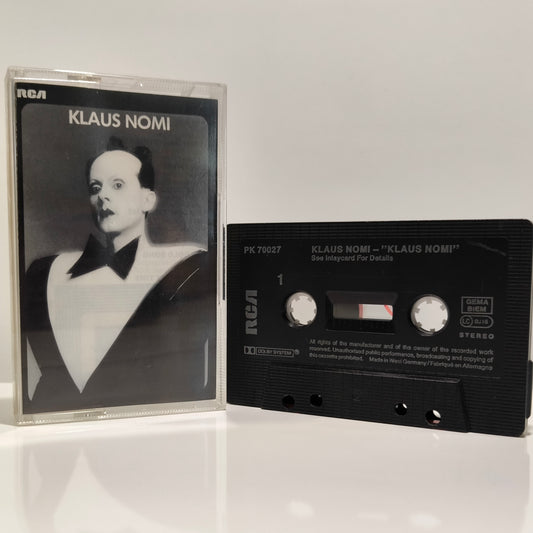 RCA
KLAUS NOMI
PK 70027
KLAUS NOMI – "KLAUS NOMI"
See Inlaycard For Details
1
RCA
GEMA
BIEM
LC 0316
STEREO
DOLBY SYSTEM
All rights of the manufacturer and of the owner of the recorded work
reserved. Unauthorised public performance, broadcasting and copying of
this cassette prohibited. Made in West Germany / Fabriqué en Allemagne